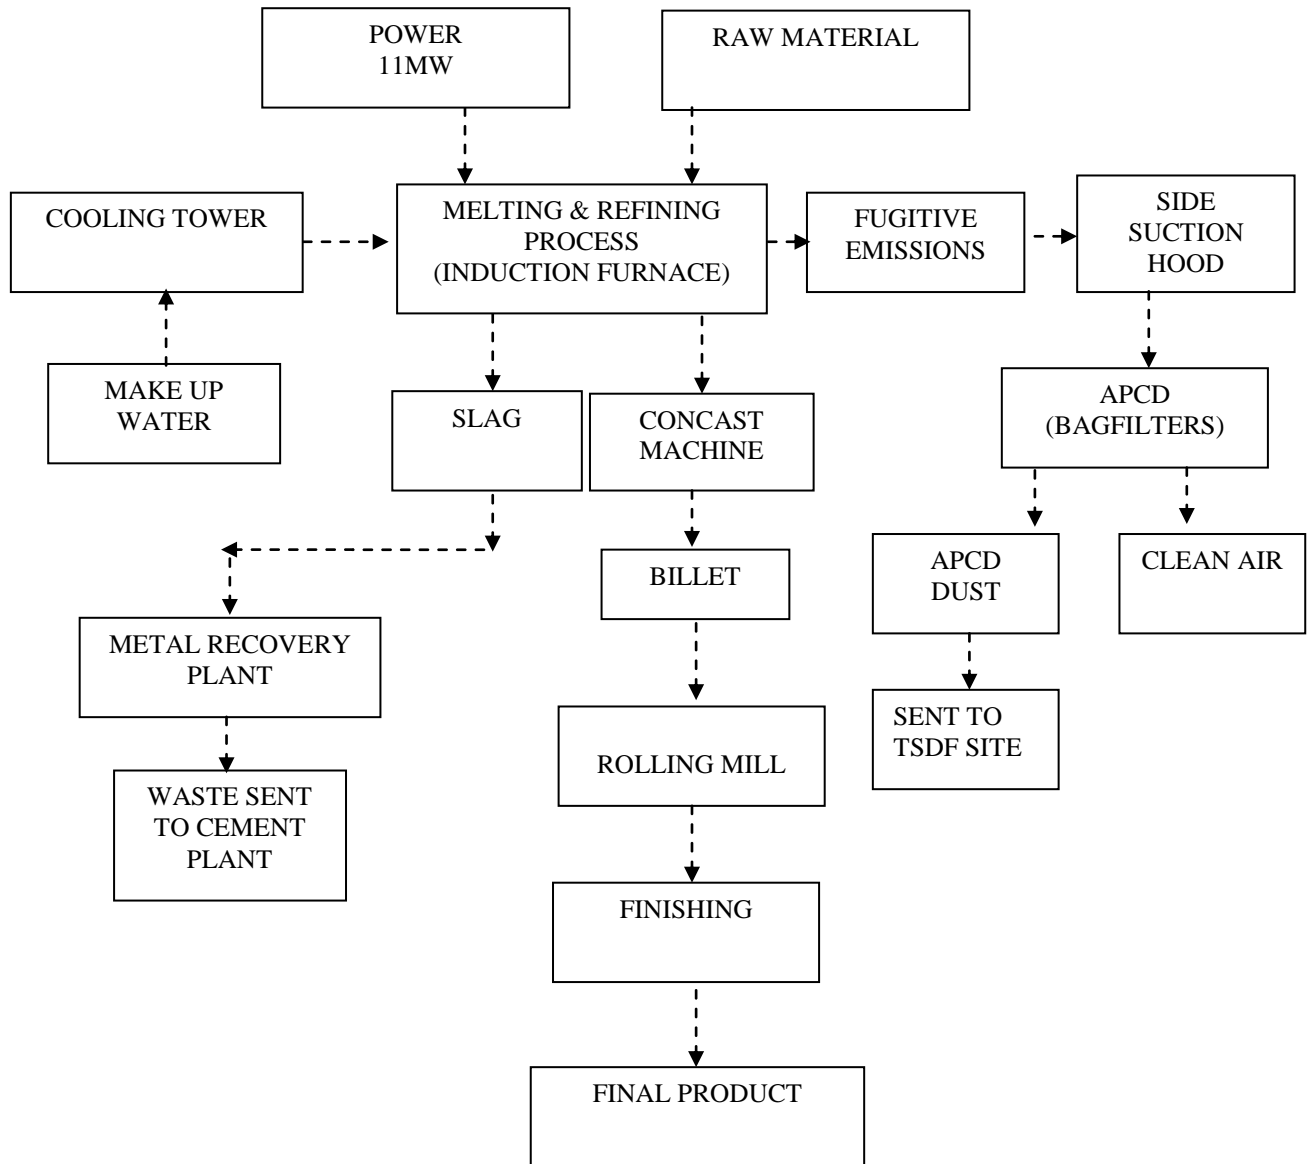 POWER
11MW
RAW MATERIAL
COOLING TOWER
MELTING & REFINING
PROCESS
(INDUCTION FURNACE)
FUGITIVE
EMISSIONS
SIDE
SUCTION
HOOD
MAKE UP
WATER
SLAG
CONCAST
MACHINE
APCD
(BAGFILTERS)
BILLET
APCD
DUST
CLEAN AIR
METAL RECOVERY
PLANT
SENT TO
TSDF SITE
ROLLING MILL
WASTE SENT
TO CEMENT
PLANT
FINISHING
FINAL PRODUCT